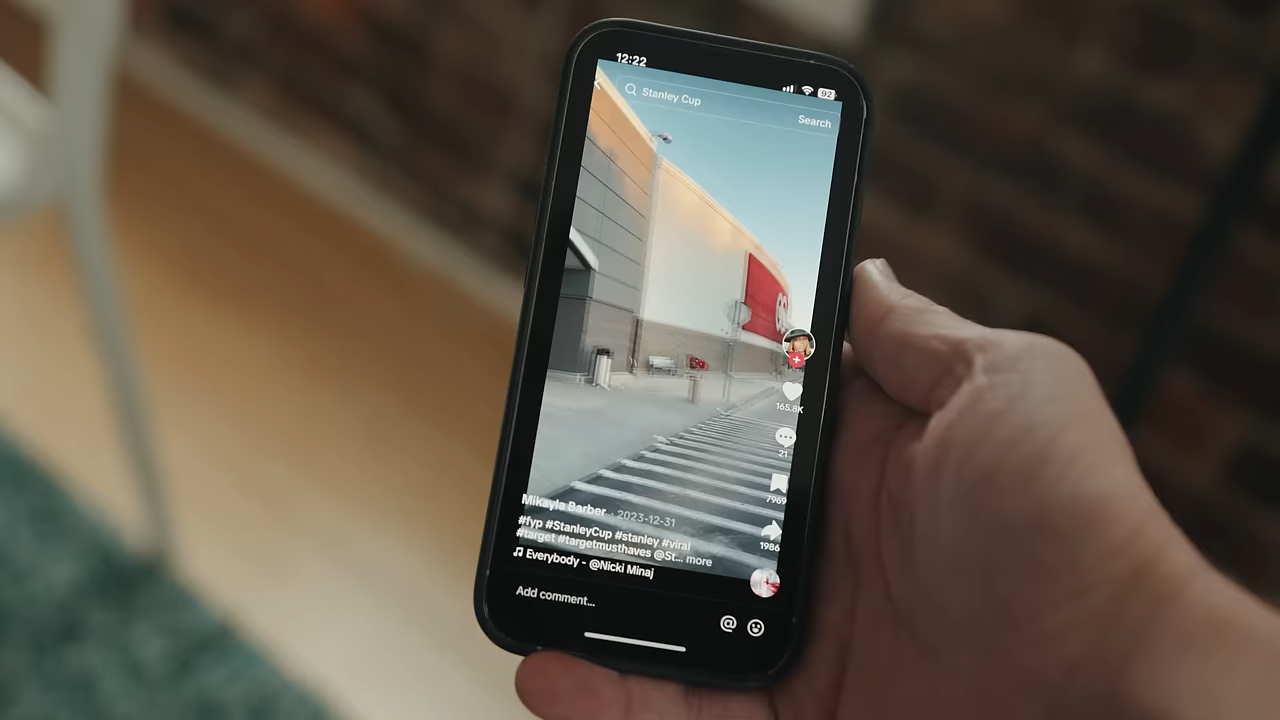 12:22
92
Stanley Cup
Search
165.8K
21
7969
1986
Mikayla Barber · 2023-12-31
#fyp #StanleyCup #stanley #viral
#target #targetmusthaves @St... more
Everybody - @Nicki Minaj
Add comment...
@